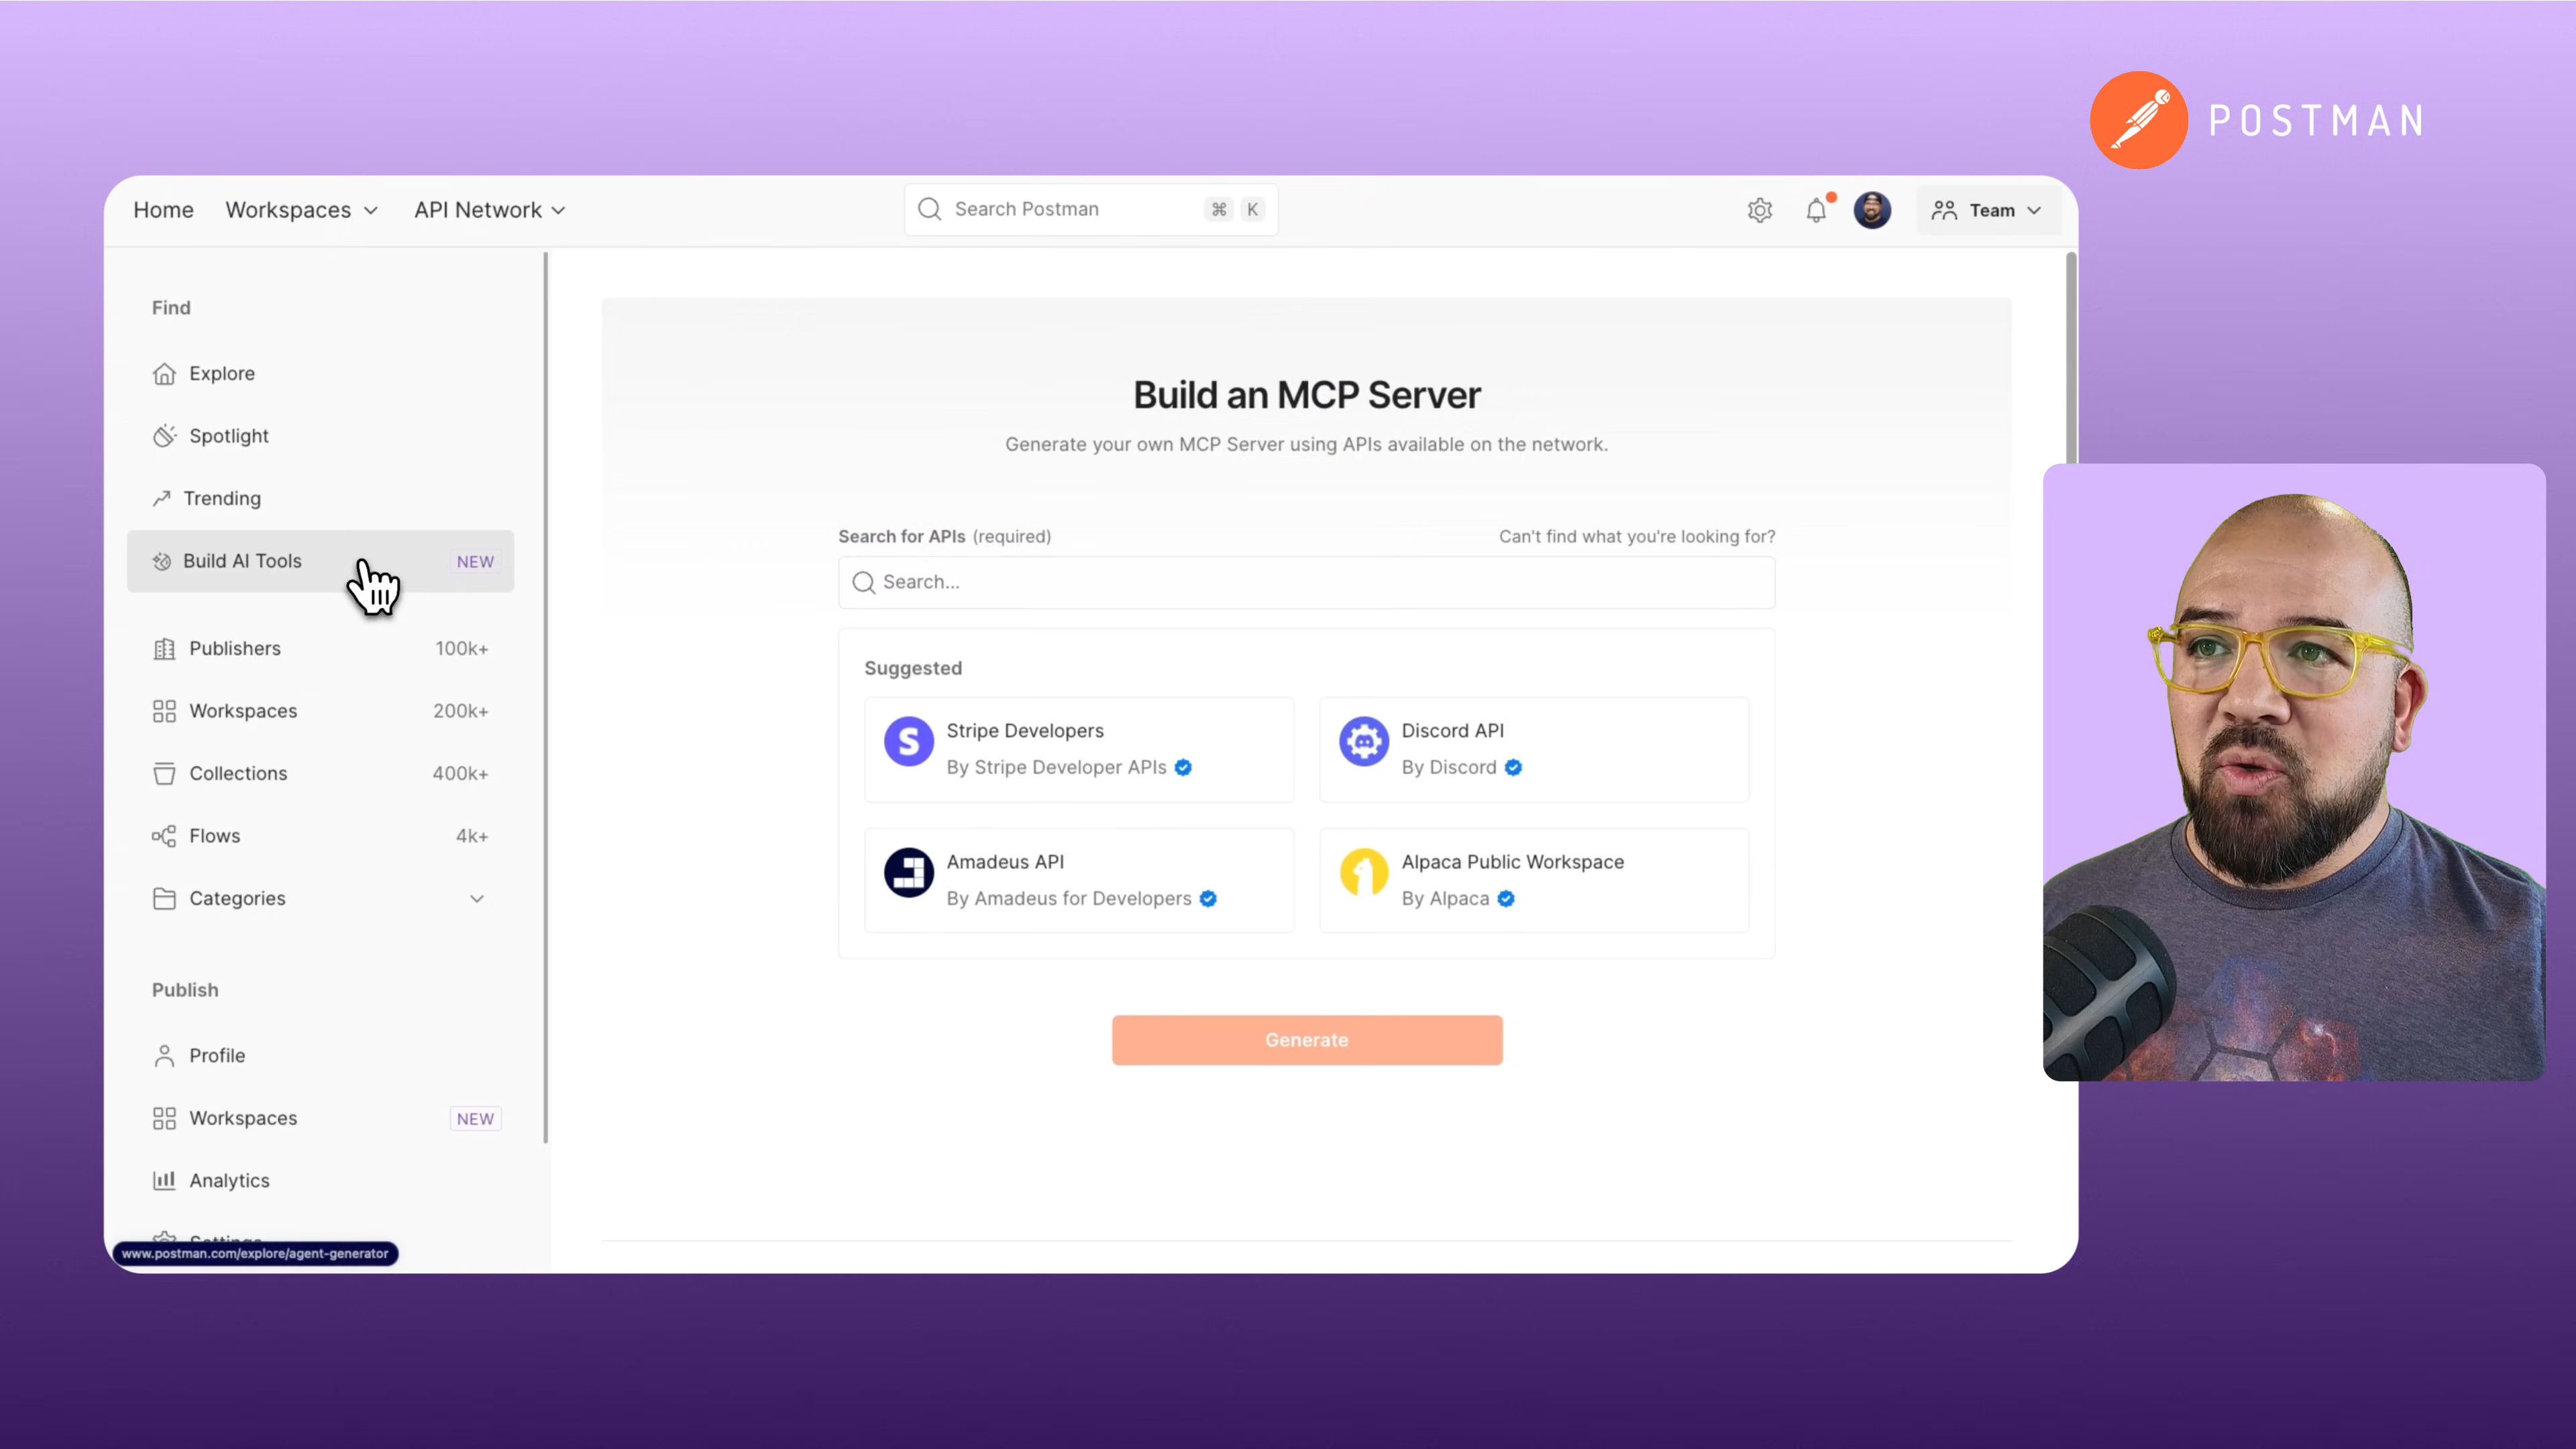 POSTMAN
Home
Workspaces
API Network
Search Postman
⌘ K
Team
Find
Explore
Spotlight
Trending
Build AI Tools NEW
Publishers 100k+
Workspaces 200k+
Collections 400k+
Flows 4k+
Categories
Publish
Profile
Workspaces NEW
Analytics
Settings
www.postman.com/explore/agent-generator
Build an MCP Server
Generate your own MCP Server using APIs available on the network.
Search for APIs (required)
Can't find what you're looking for?
Search...
Suggested
Stripe Developers
By Stripe Developer APIs
Discord API
By Discord
Amadeus API
By Amadeus for Developers
Alpaca Public Workspace
By Alpaca
Generate